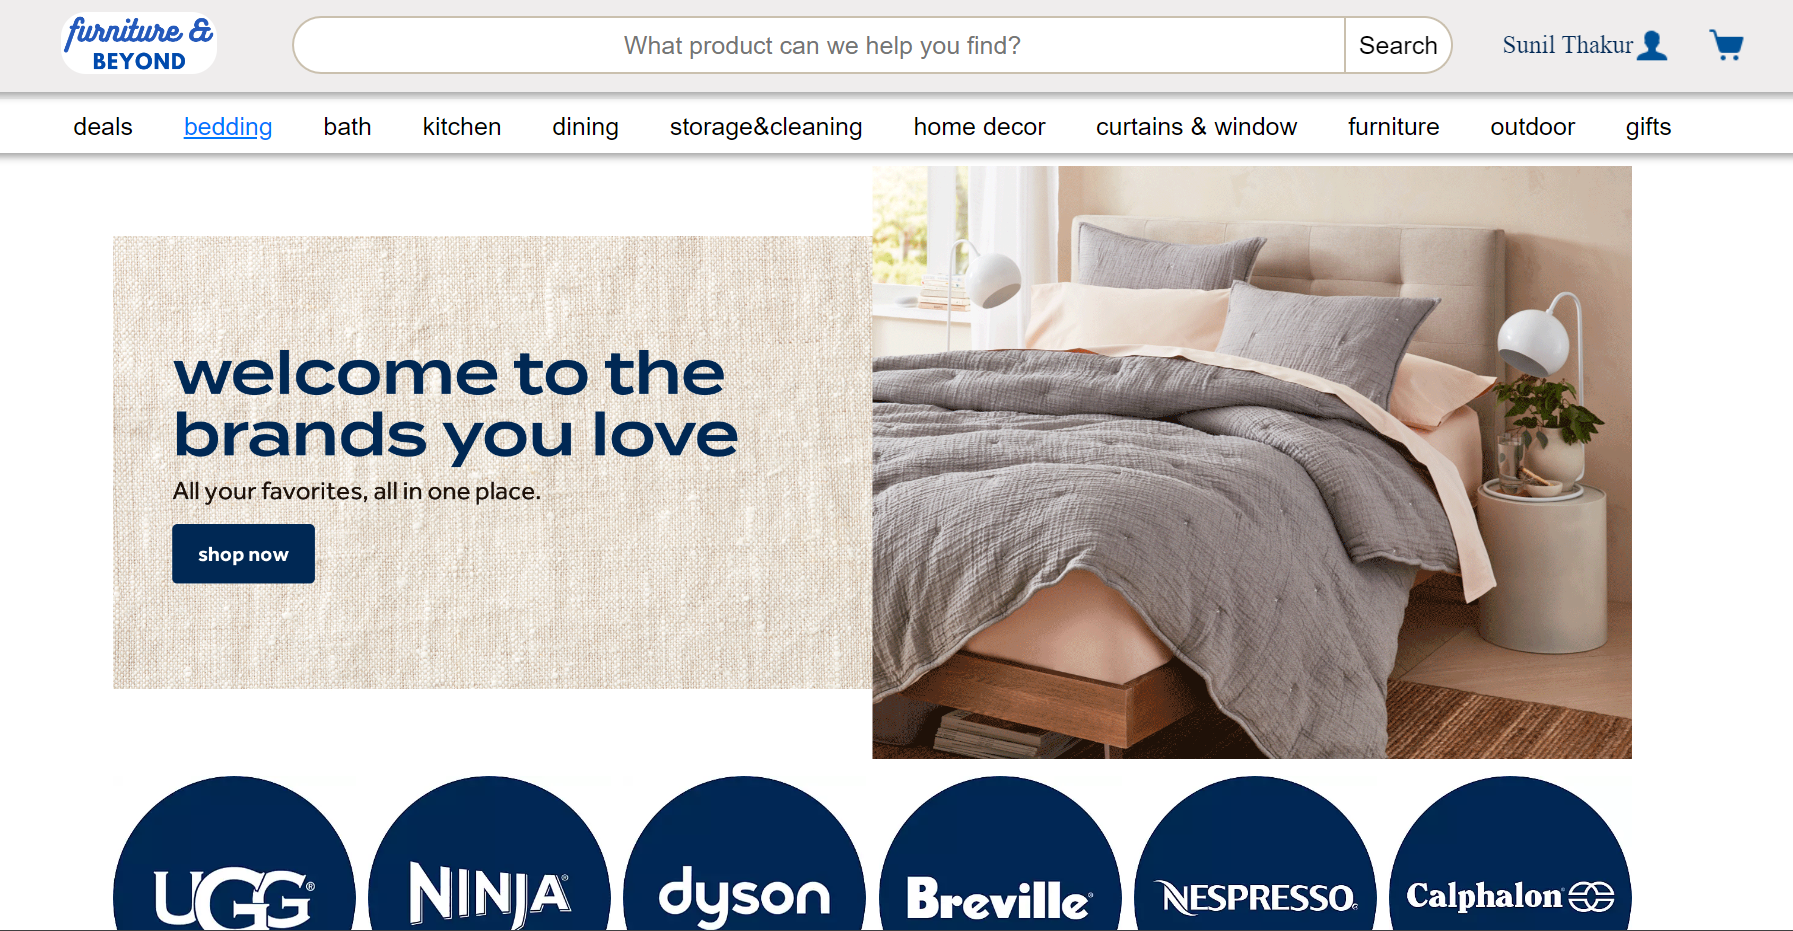 furniture &
BEYOND
What product can we help you find?
Search
Sunil Thakur
deals
bedding
bath
kitchen
dining
storage&cleaning
home decor
curtains & window
furniture
outdoor
gifts
welcome to the
brands you love
All your favorites, all in one place.
shop now
UGG®
NINJA®
dyson
Breville®
NESPRESSO®
Calphalon®